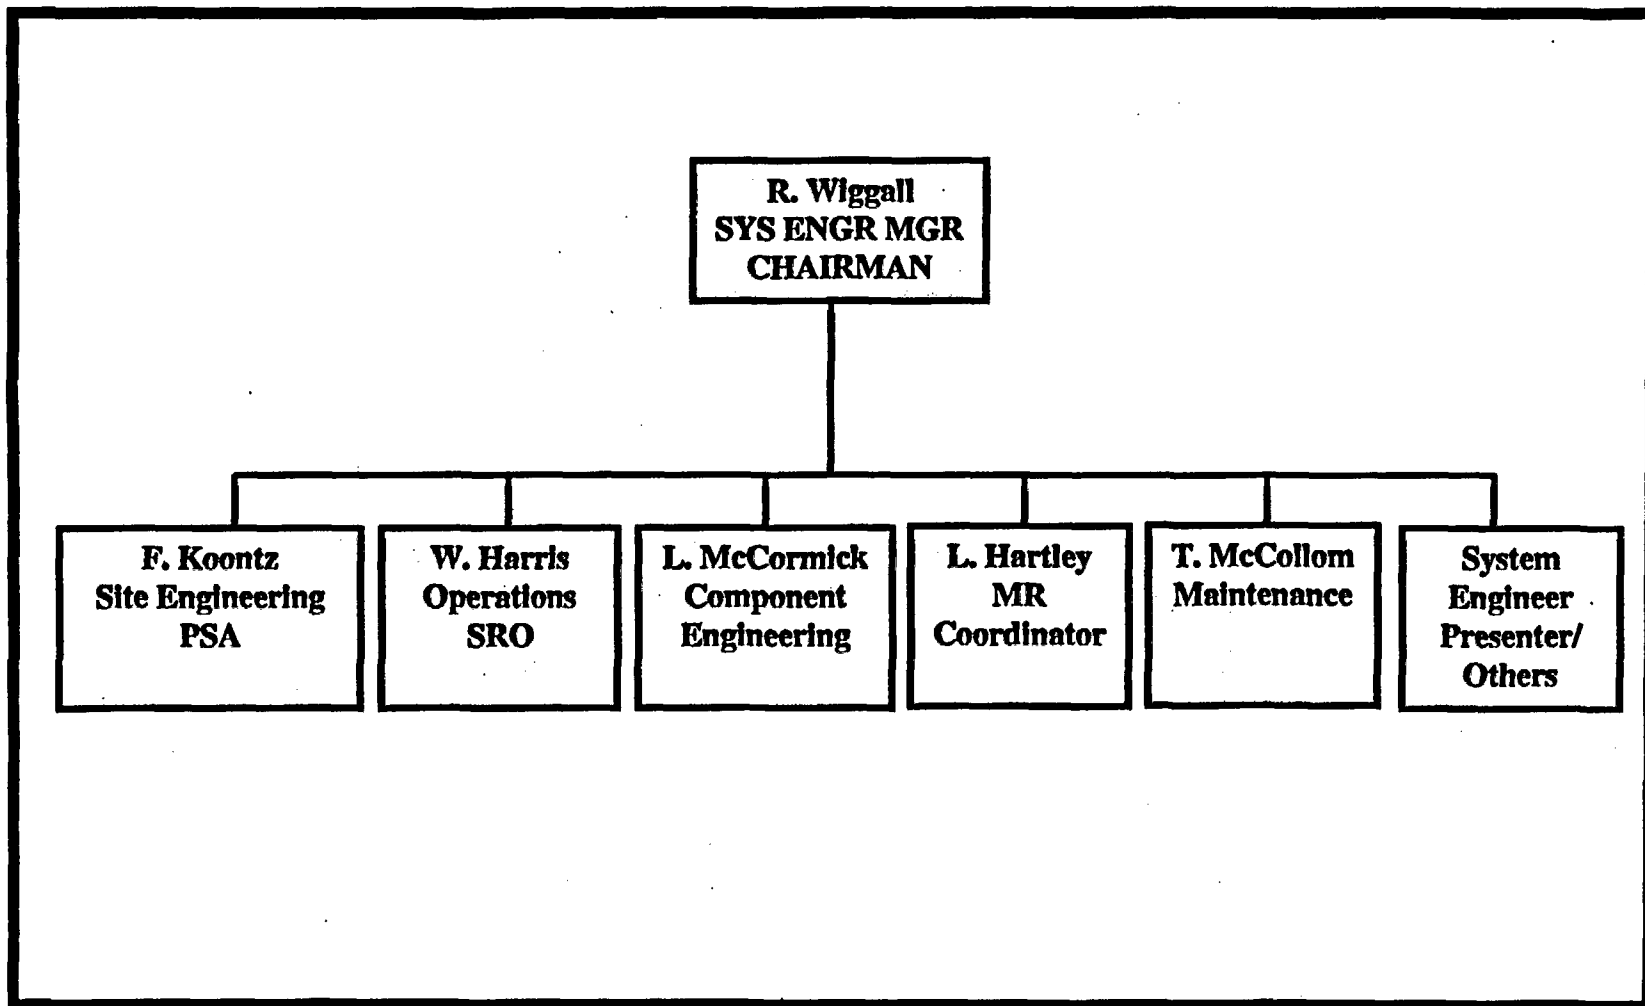 R. Wiggall
SYS ENGR MGR
CHAIRMAN
F. Koontz
Site Engineering
PSA
W. Harris
Operations
SRO
L. McCormick
Component
Engineering
L. Hartley
MR
Coordinator
T. McCollom
Maintenance
System
Engineer
Presenter/
Others